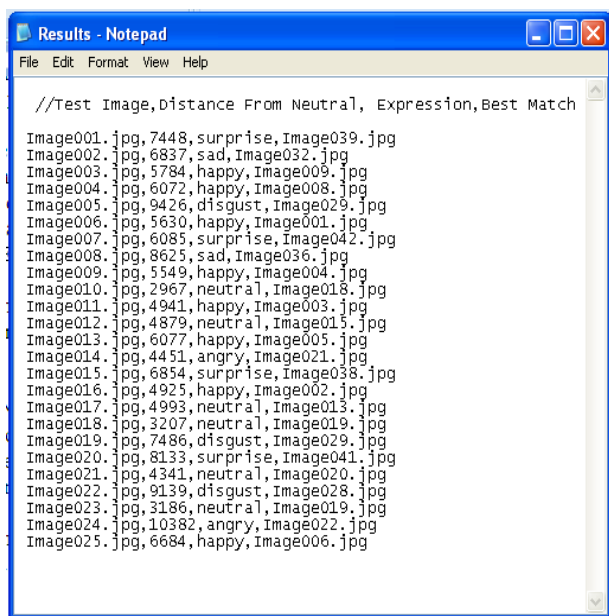 Results - Notepad
File Edit Format View Help
//Test Image,Distance From Neutral, Expression,Best Match
Image001.jpg,7448,surprise,Image039.jpg
Image002.jpg,6837,sad,Image032.jpg
Image003.jpg,5784,happy,Image009.jpg
Image004.jpg,6072,happy,Image008.jpg
Image005.jpg,9426,disgust,Image029.jpg
Image006.jpg,5630,happy,Image001.jpg
Image007.jpg,6085,surprise,Image042.jpg
Image008.jpg,8625,sad,Image036.jpg
Image009.jpg,5549,happy,Image004.jpg
Image010.jpg,2967,neutral,Image018.jpg
Image011.jpg,4941,happy,Image003.jpg
Image012.jpg,4879,neutral,Image015.jpg
Image013.jpg,6077,happy,Image005.jpg
Image014.jpg,4451,angry,Image021.jpg
Image015.jpg,6854,surprise,Image038.jpg
Image016.jpg,4925,happy,Image002.jpg
Image017.jpg,4993,neutral,Image013.jpg
Image018.jpg,3207,neutral,Image019.jpg
Image019.jpg,7486,disgust,Image029.jpg
Image020.jpg,8133,surprise,Image041.jpg
Image021.jpg,4341,neutral,Image020.jpg
Image022.jpg,9139,disgust,Image028.jpg
Image023.jpg,3186,neutral,Image019.jpg
Image024.jpg,10382,angry,Image022.jpg
Image025.jpg,6684,happy,Image006.jpg